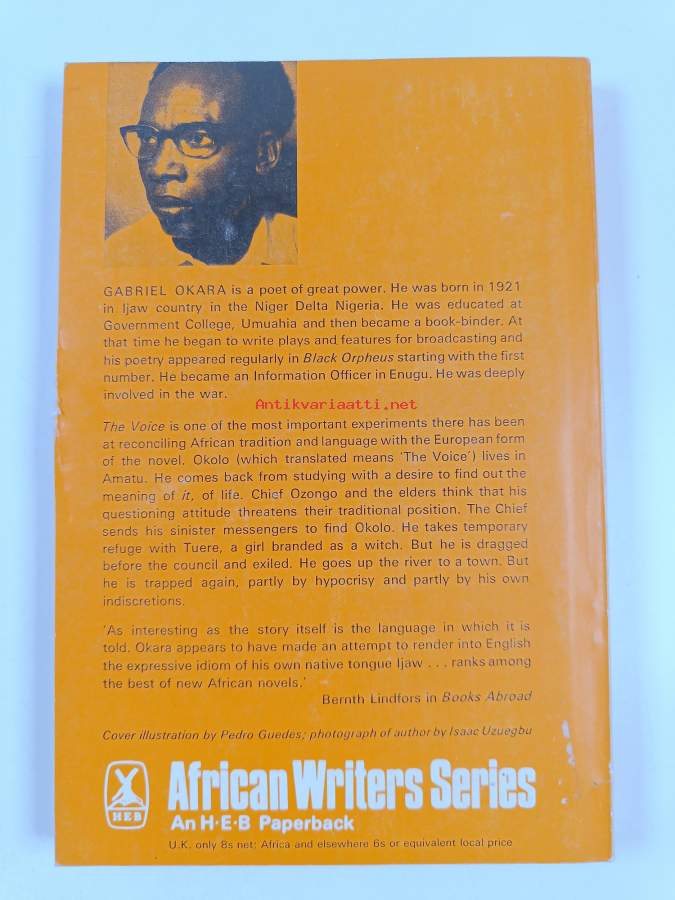 GABRIEL OKARA is a poet of great power. He was born in 1921
in Ijaw country in the Niger Delta Nigeria. He was educated at
Government College, Umuahia and then became a book-binder. At
that time he began to write plays and features for broadcasting and
his poetry appeared regularly in Black Orpheus starting with the first
number. He became an Information Officer in Enugu. He was deeply
involved in the war.
Antikvariaatti.net
The Voice is one of the most important experiments there has been
at reconciling African tradition and language with the European form
of the novel. Okolo (which translated means 'The Voice') lives in
Amatu. He comes back from studying with a desire to find out the
meaning of it, of life. Chief Ozongo and the elders think that his
questioning attitude threatens their traditional position. The Chief
sends his sinister messengers to find Okolo. He takes temporary
refuge with Tuere, a girl branded as a witch. But he is dragged
before the council and exiled. He goes up the river to a town. But
he is trapped again, partly by hypocrisy and partly by his own
indiscretions.
'As interesting as the story itself is the language in which it is
told. Okara appears to have made an attempt to render into English
the expressive idiom of his own native tongue Ijaw . . . ranks among
the best of new African novels.'
Bernth Lindfors in Books Abroad
Cover illustration by Pedro Guedes; photograph of author by Isaac Uzuegbu
HEB
African Writers Series
An H·E·B Paperback
U.K. only 8s net; Africa and elsewhere 6s or equivalent local price